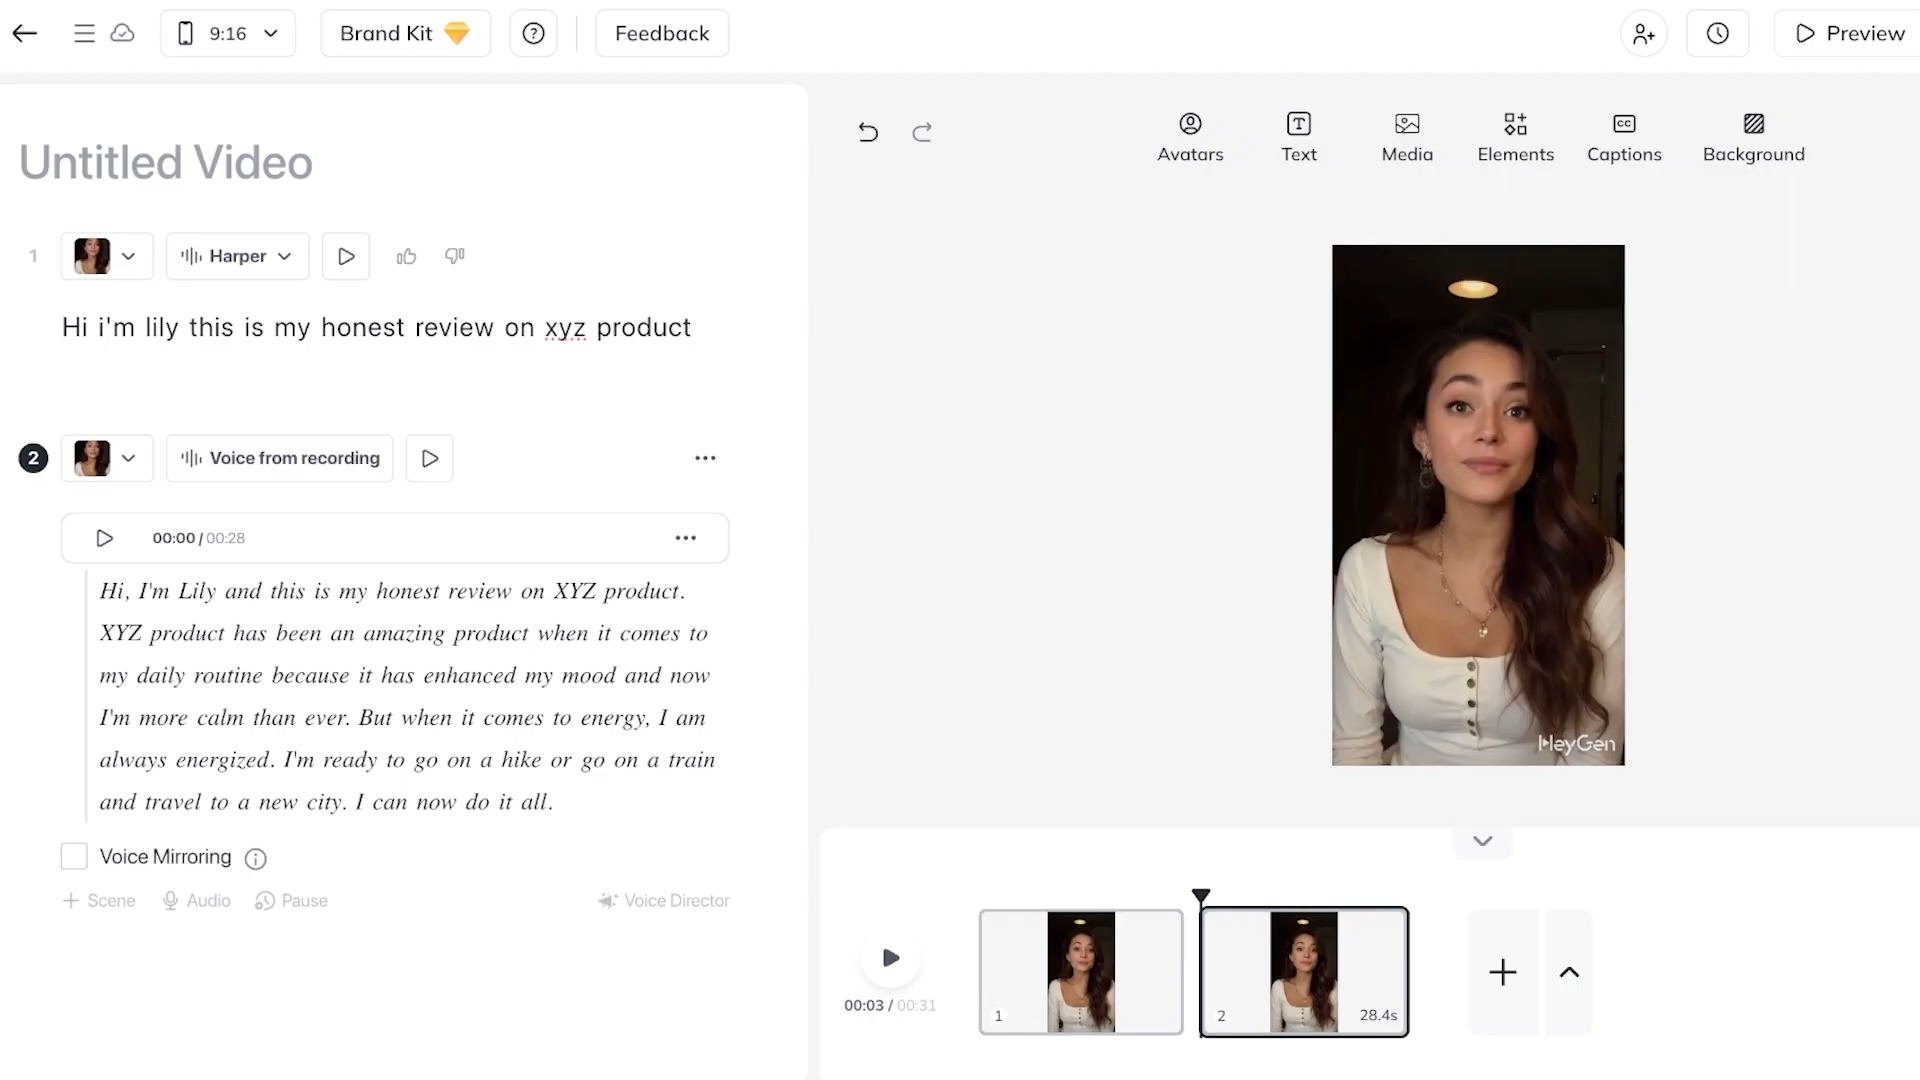 9:16
Brand Kit
Feedback
Preview
Untitled Video
Avatars
Text
Media
Elements
Captions
Background
1
Harper
Hi i'm lily this is my honest review on xyz product
2
Voice from recording
00:00 / 00:28
Hi, I'm Lily and this is my honest review on XYZ product.
XYZ product has been an amazing product when it comes to
my daily routine because it has enhanced my mood and now
I'm more calm than ever. But when it comes to energy, I am
always energized. I'm ready to go on a hike or go on a train
and travel to a new city. I can now do it all.
Voice Mirroring
Scene
Audio
Pause
Voice Director
HeyGen
00:03 / 00:31
1
2
28.4s